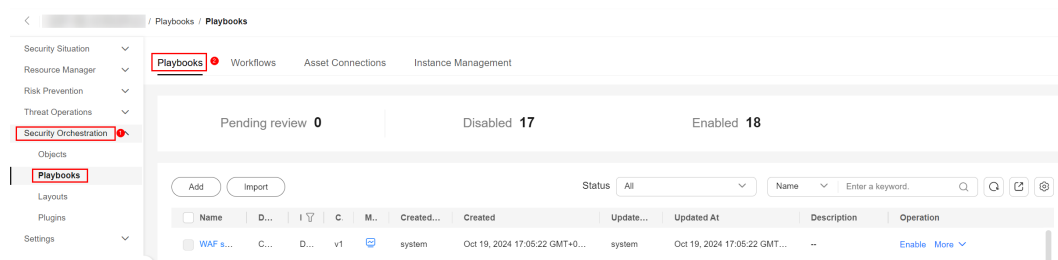 / Playbooks / Playbooks
Security Situation
Resource Manager
Risk Prevention
Threat Operations
Security Orchestration 1
Objects
Playbooks
Layouts
Plugins
Settings
Playbooks 2 Workflows Asset Connections Instance Management
Pending review 0 Disabled 17 Enabled 18
Add Import Status All Name Enter a keyword.
Name D... I C. M.. Created... Created Update... Updated At Description Operation
WAF s... C... D... v1 system Oct 19, 2024 17:05:22 GMT+0... system Oct 19, 2024 17:05:22 GMT... -- Enable More